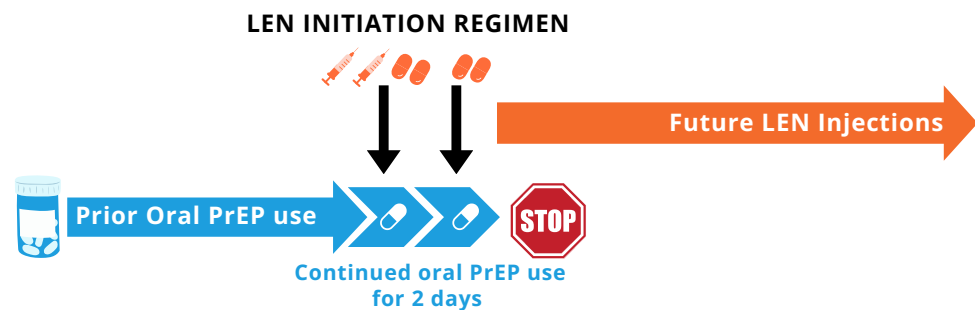 LEN INITIATION REGIMEN
Future LEN Injections
Prior Oral PrEP use
STOP
Continued oral PrEP use
for 2 days